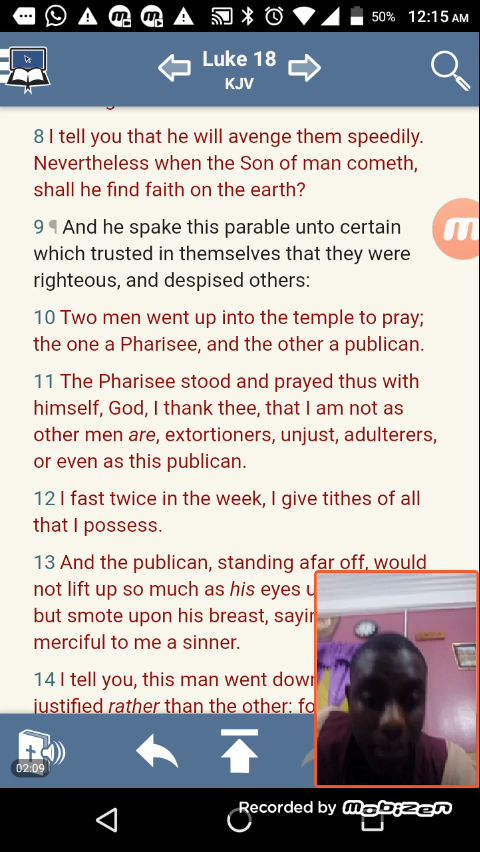 50% 12:15 AM
Luke 18
KJV
8 I tell you that he will avenge them speedily.
Nevertheless when the Son of man cometh,
shall he find faith on the earth?
9 ¶ And he spake this parable unto certain
which trusted in themselves that they were
righteous, and despised others:
10 Two men went up into the temple to pray;
the one a Pharisee, and the other a publican.
11 The Pharisee stood and prayed thus with
himself, God, I thank thee, that I am not as
other men are, extortioners, unjust, adulterers,
or even as this publican.
12 I fast twice in the week, I give tithes of all
that I possess.
13 And the publican, standing afar off, would
not lift up so much as his eyes
but smote upon his breast,
merciful to me a sinner.
14 I tell you, this man went down
justified rather than the other: 
02:09
Recorded by mobizen